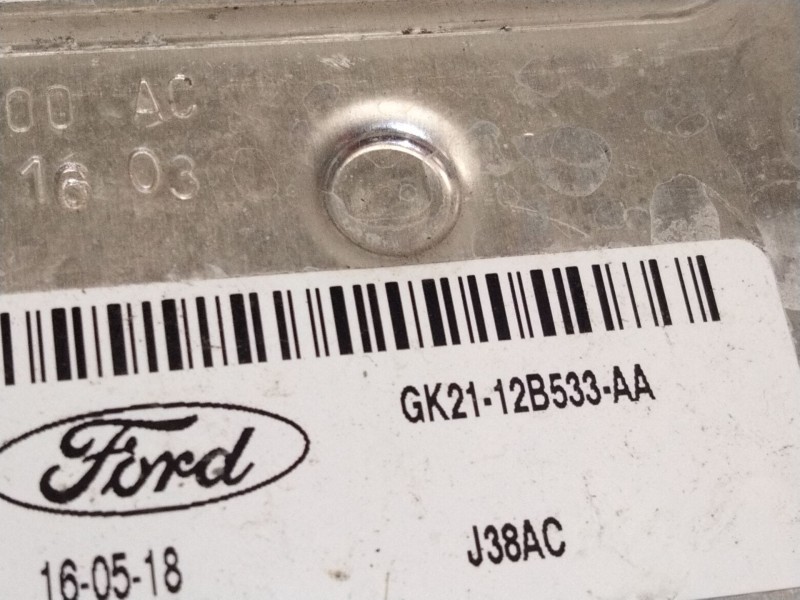 00 AC
16 03
GK21-12B533-AA
Ford
J38AC
16-05-18